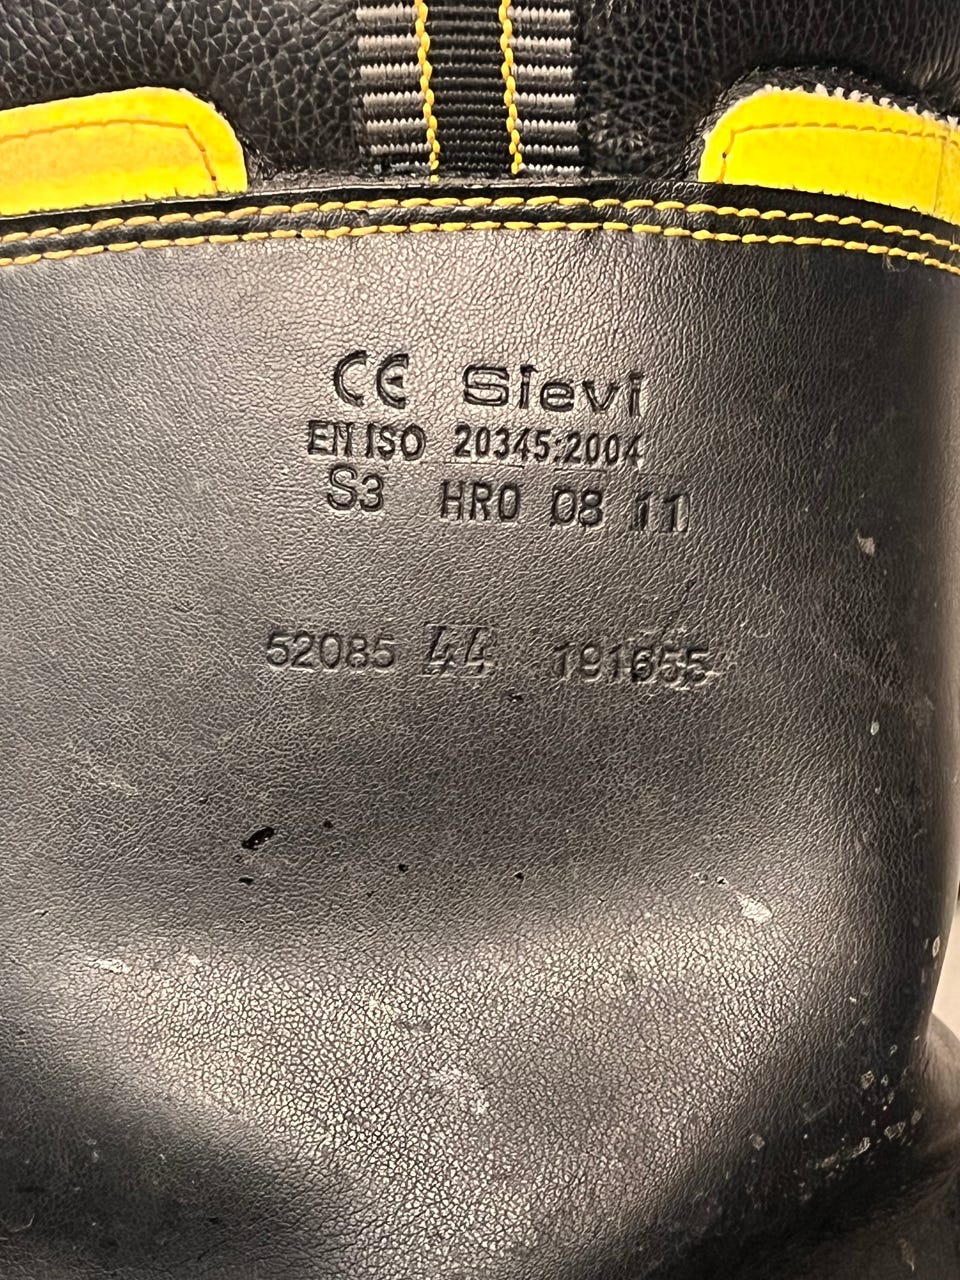 CE Sievi
EN ISO 20345:2004
S3 HRO 08 11
52085 44 191655